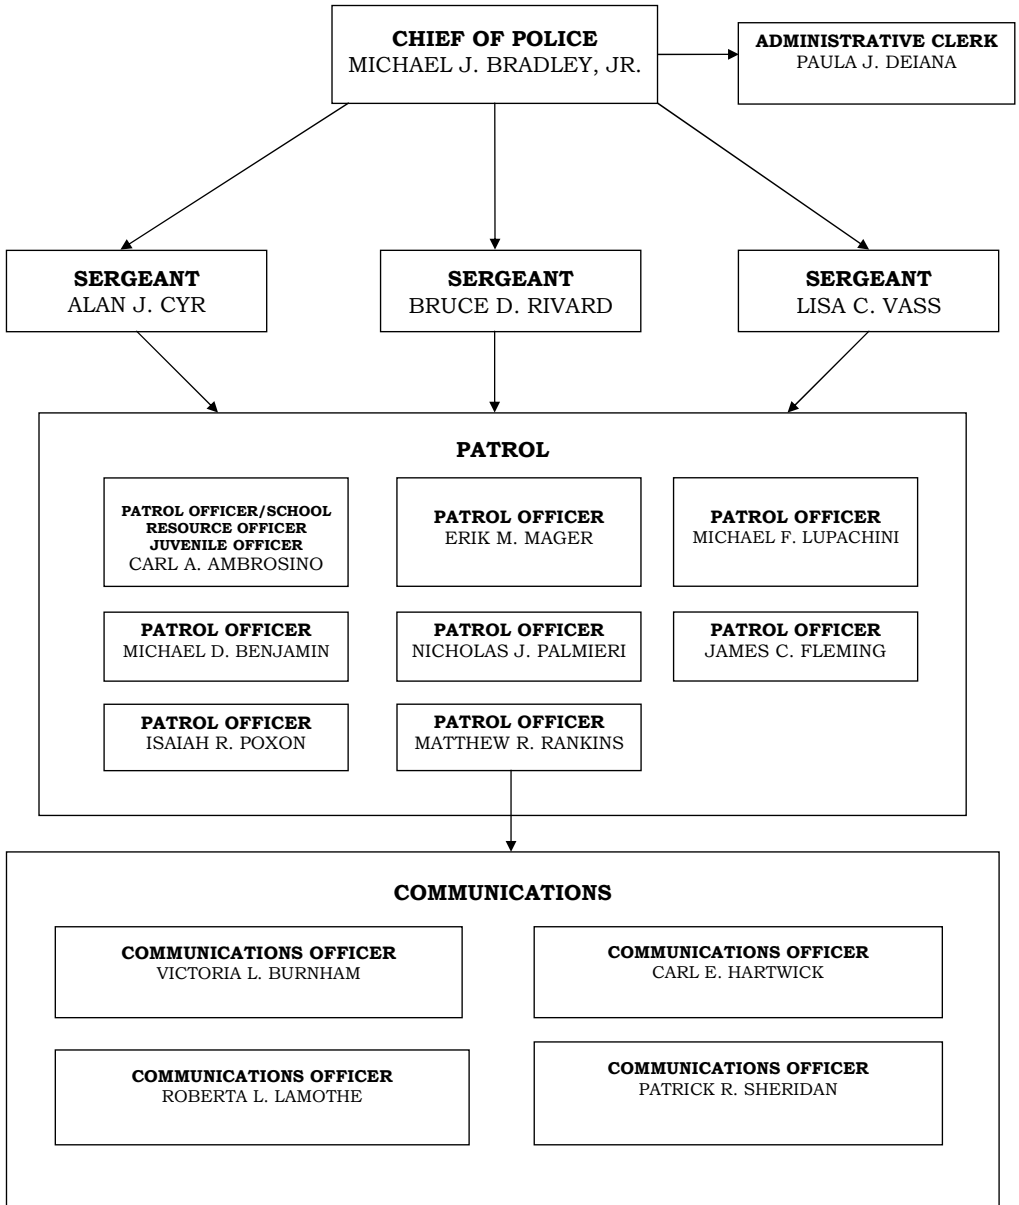 CHIEF OF POLICE
MICHAEL J. BRADLEY, JR.
ADMINISTRATIVE CLERK
PAULA J. DEIANA
SERGEANT
ALAN J. CYR
SERGEANT
BRUCE D. RIVARD
SERGEANT
LISA C. VASS
PATROL
PATROL OFFICER/SCHOOL
RESOURCE OFFICER
JUVENILE OFFICER
CARL A. AMBROSINO
PATROL OFFICER
ERIK M. MAGER
PATROL OFFICER
MICHAEL F. LUPACHINI
PATROL OFFICER
MICHAEL D. BENJAMIN
PATROL OFFICER
NICHOLAS J. PALMIERI
PATROL OFFICER
JAMES C. FLEMING
PATROL OFFICER
ISAIAH R. POXON
PATROL OFFICER
MATTHEW R. RANKINS
COMMUNICATIONS
COMMUNICATIONS OFFICER
VICTORIA L. BURNHAM
COMMUNICATIONS OFFICER
CARL E. HARTWICK
COMMUNICATIONS OFFICER
ROBERTA L. LAMOTHE
COMMUNICATIONS OFFICER
PATRICK R. SHERIDAN